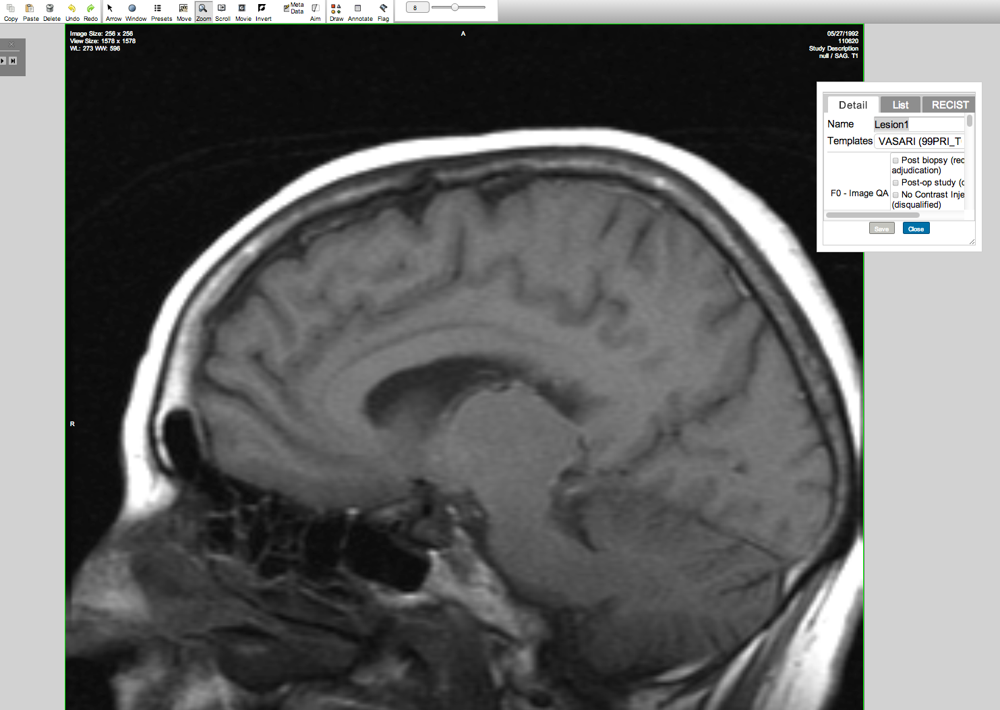 Copy Paste Delete Undo Redo Arrow Window Presets Move Zoom Scroll Movie Invert Meta Data Aim Draw Annotate Flag 8
Image Size: 256 x 256
View Size: 1578 x 1578
WL: 273 WW: 596
A
05/27/1992
110620
Study Description
null / SAG. T1
R
Detail List RECIST
Name Lesion1
Templates VASARI (99PRI_T
F0 - Image QA
Post biopsy (rec
adjudication)
Post-op study (
No Contrast Inje
(disqualified)
Save Close